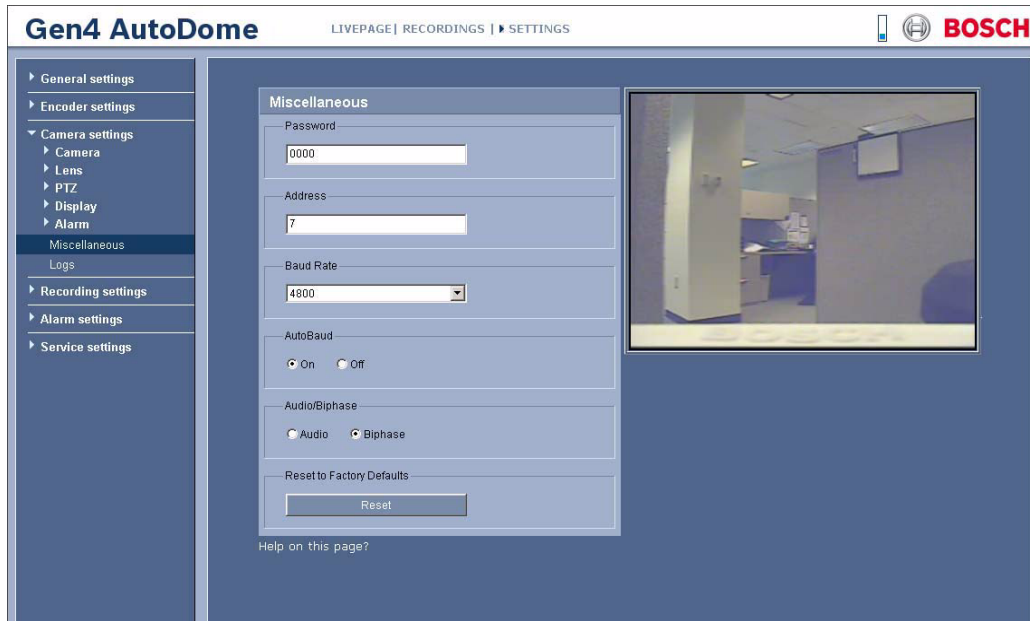 Gen4 AutoDome
LIVEPAGE| RECORDINGS | SETTINGS
BOSCH
General settings
Encoder settings
Camera settings
Camera
Lens
PTZ
Display
Alarm
Miscellaneous
Logs
Recording settings
Alarm settings
Service settings
Miscellaneous
Password
0000
Address
7
Baud Rate
4800
AutoBaud
On Off
Audio/Biphase
Audio Biphase
Reset to Factory Defaults
Reset
Help on this page?
BOSCH